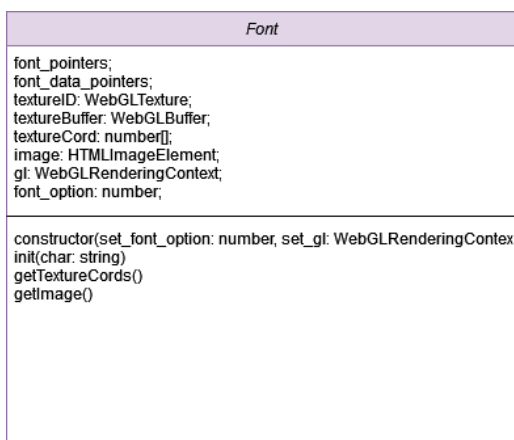 Font
font_pointers;
font_data_pointers;
textureID: WebGLTexture;
textureBuffer: WebGLBuffer;
textureCord: number[];
image: HTMLImageElement;
gl: WebGLRenderingContext;
font_option: number;
constructor(set_font_option: number, set_gl: WebGLRenderingContex
init(char: string)
getTextureCords()
getImage()